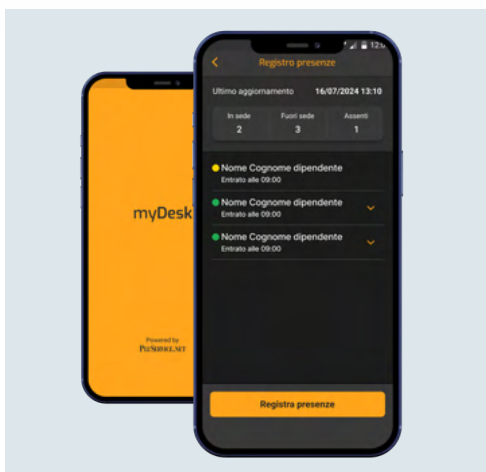 myDesk
Powered by
12:0
Registro presenze
Ultimo aggiornamento 16/07/2024 13:10
In sede Fuori sede Assenti
2 3 1
Nome Cognome dipendente
Entrato alle 09:00
Nome Cognome dipendente
Entrato alle 09:00
Nome Cognome dipendente
Entrato alle 09:00
Registra presenze